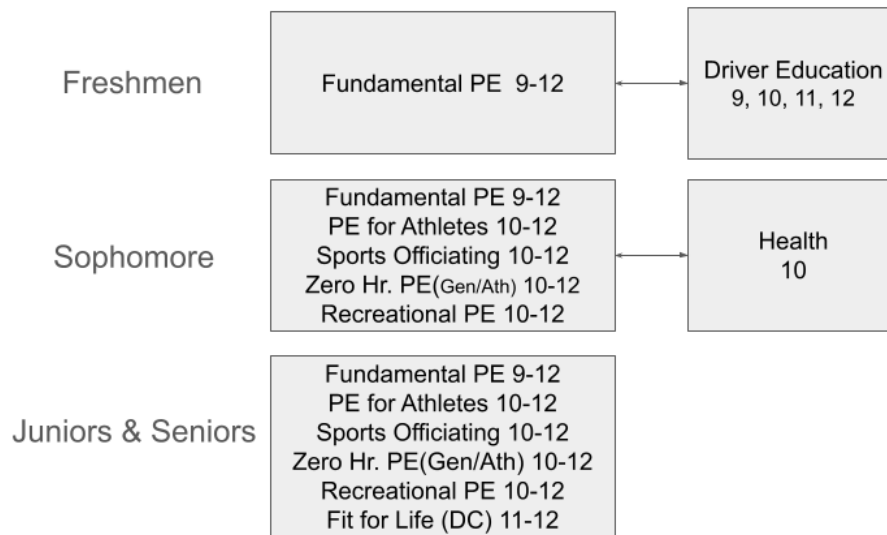 Freshmen
Fundamental PE 9-12
Driver Education
9, 10, 11, 12
Sophomore
Fundamental PE 9-12
PE for Athletes 10-12
Sports Officiating 10-12
Zero Hr. PE(Gen/Ath) 10-12
Recreational PE 10-12
Health
10
Juniors & Seniors
Fundamental PE 9-12
PE for Athletes 10-12
Sports Officiating 10-12
Zero Hr. PE(Gen/Ath) 10-12
Recreational PE 10-12
Fit for Life (DC) 11-12